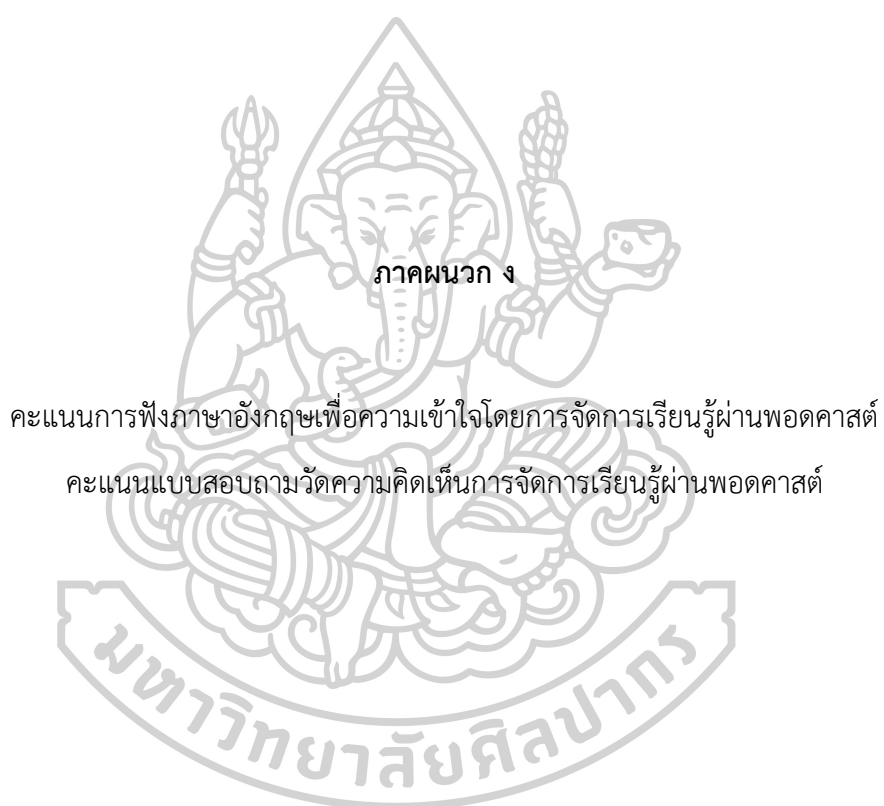 ภาคผนวก ง
คะแนนการฟังภาษาอังกฤษเพื่อความเข้าใจโดยการจัดการเรียนรู้ผ่านพอดคาสต์
คะแนนแบบสอบถามวัดความคิดเห็นการจัดการเรียนรู้ผ่านพอดคาสต์
มหาวิทยาลัยศิลปากร